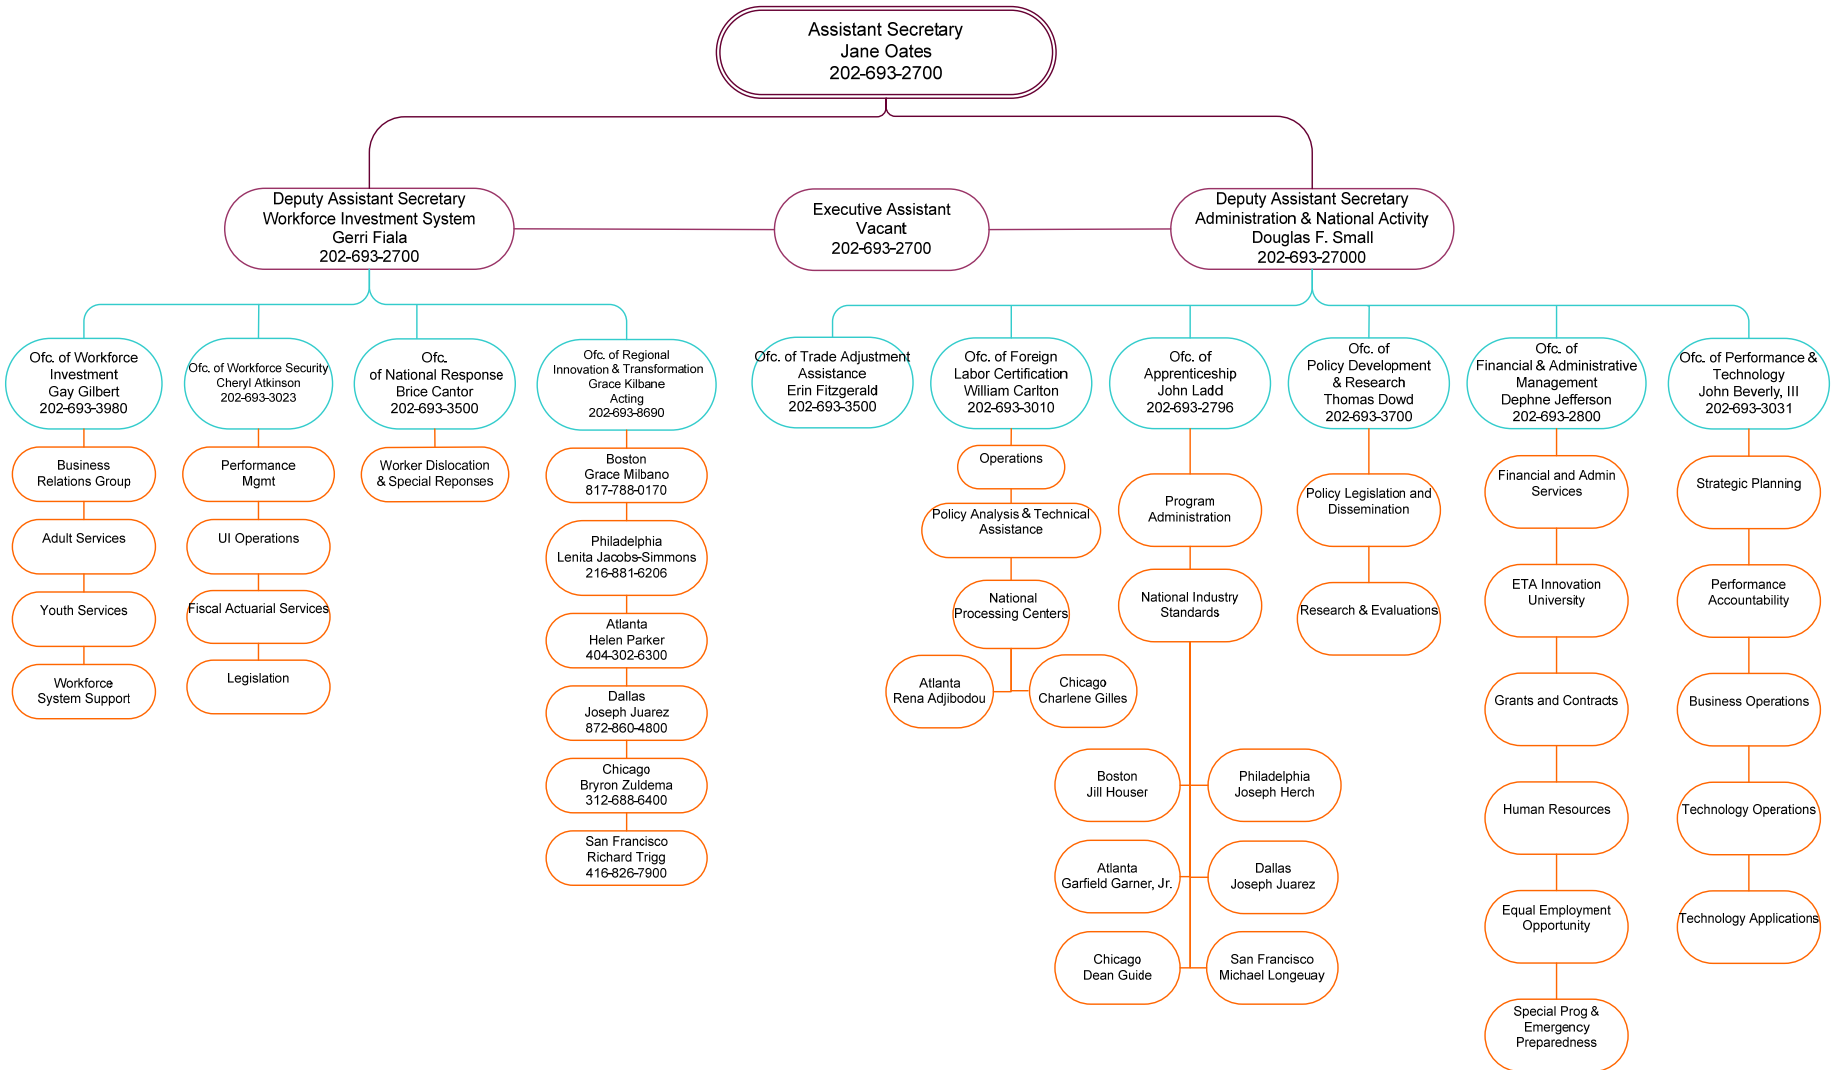 Assistant Secretary
Jane Oates
202-693-2700
Deputy Assistant Secretary
Workforce Investment System
Gerri Fiala
202-693-2700
Executive Assistant
Vacant
202-693-2700
Deputy Assistant Secretary
Administration & National Activity
Douglas F. Small
202-693-27000
Ofc. of Workforce
Investment
Gay Gilbert
202-693-3980
Ofc. of Workforce Security
Cheryl Atkinson
202-693-3023
Ofc.
of National Response
Brice Cantor
202-693-3500
Ofc. of Regional
Innovation & Transformation
Grace Kilbane
Acting
202-693-8690
Ofc. of Trade Adjustment
Assistance
Erin Fitzgerald
202-693-3500
Ofc. of Foreign
Labor Certification
William Carlton
202-693-3010
Ofc. of
Apprenticeship
John Ladd
202-693-2796
Ofc. of
Policy Development
& Research
Thomas Dowd
202-693-3700
Ofc. of
Financial & Administrative
Management
Dephne Jefferson
202-693-2800
Ofc. of Performance &
Technology
John Beverly, III
202-693-3031
Business
Relations Group
Adult Services
Youth Services
Workforce
System Support
Performance
Mgmt
UI Operations
Fiscal Actuarial Services
Legislation
Worker Dislocation
& Special Reponses
Boston
Grace Milbano
817-788-0170
Philadelphia
Lenita Jacobs-Simmons
216-881-6206
Atlanta
Helen Parker
404-302-6300
Dallas
Joseph Juarez
872-860-4800
Chicago
Bryron Zuldema
312-688-6400
San Francisco
Richard Trigg
416-826-7900
Operations
Policy Analysis & Technical
Assistance
National
Processing Centers
Atlanta
Rena Adjibodou
Chicago
Charlene Gilles
Program
Administration
National Industry
Standards
Boston
Jill Houser
Philadelphia
Joseph Herch
Atlanta
Garfield Garner, Jr.
Dallas
Joseph Juarez
Chicago
Dean Guide
San Francisco
Michael Longeuay
Policy Legislation and
Dissemination
Research & Evaluations
Financial and Admin
Services
ETA Innovation
University
Grants and Contracts
Human Resources
Equal Employment
Opportunity
Special Prog &
Emergency
Preparedness
Strategic Planning
Performance
Accountability
Business Operations
Technology Operations
Technology Applications